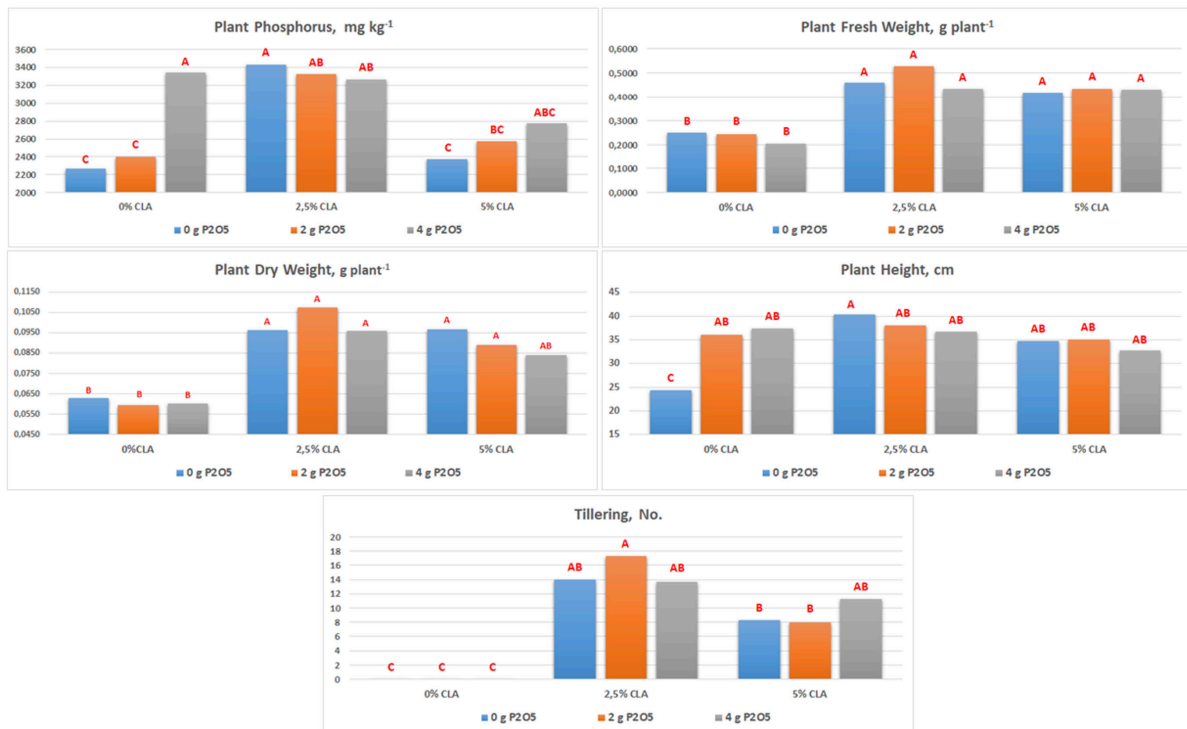 Plant Phosphorus, mg kg-1
3600
3400
3200
3000
2800
2600
2400
2200
2000
C
C
A
A
AB
AB
C
BC
ABC
0% CLA
2,5% CLA
5% CLA
0 g P2O5
2 g P2O5
4 g P2O5
Plant Fresh Weight, g plant-1
0,6000
0,5000
0,4000
0,3000
0,2000
0,1000
0,0000
B
B
B
A
A
A
A
A
A
0% CLA
2,5% CLA
5% CLA
0 g P2O5
2 g P2O5
4 g P2O5
Plant Dry Weight, g plant-1
0,1150
0,1050
0,0950
0,0850
0,0750
0,0650
0,0550
0,0450
B
B
B
A
A
A
A
A
AB
0%CLA
2,5% CLA
5% CLA
0 g P2O5
2 g P2O5
4 g P2O5
Plant Height, cm
45
40
35
30
25
20
15
C
AB
AB
A
AB
AB
AB
AB
AB
0% CLA
2,5% CLA
5% CLA
0 g P2O5
2 g P2O5
4 g P2O5
Tillering, No.
20
18
16
14
12
10
8
6
4
2
0
C
C
C
AB
A
AB
B
B
AB
0% CLA
2,5% CLA
5% CLA
0 g P2O5
2 g P2O5
4 g P2O5